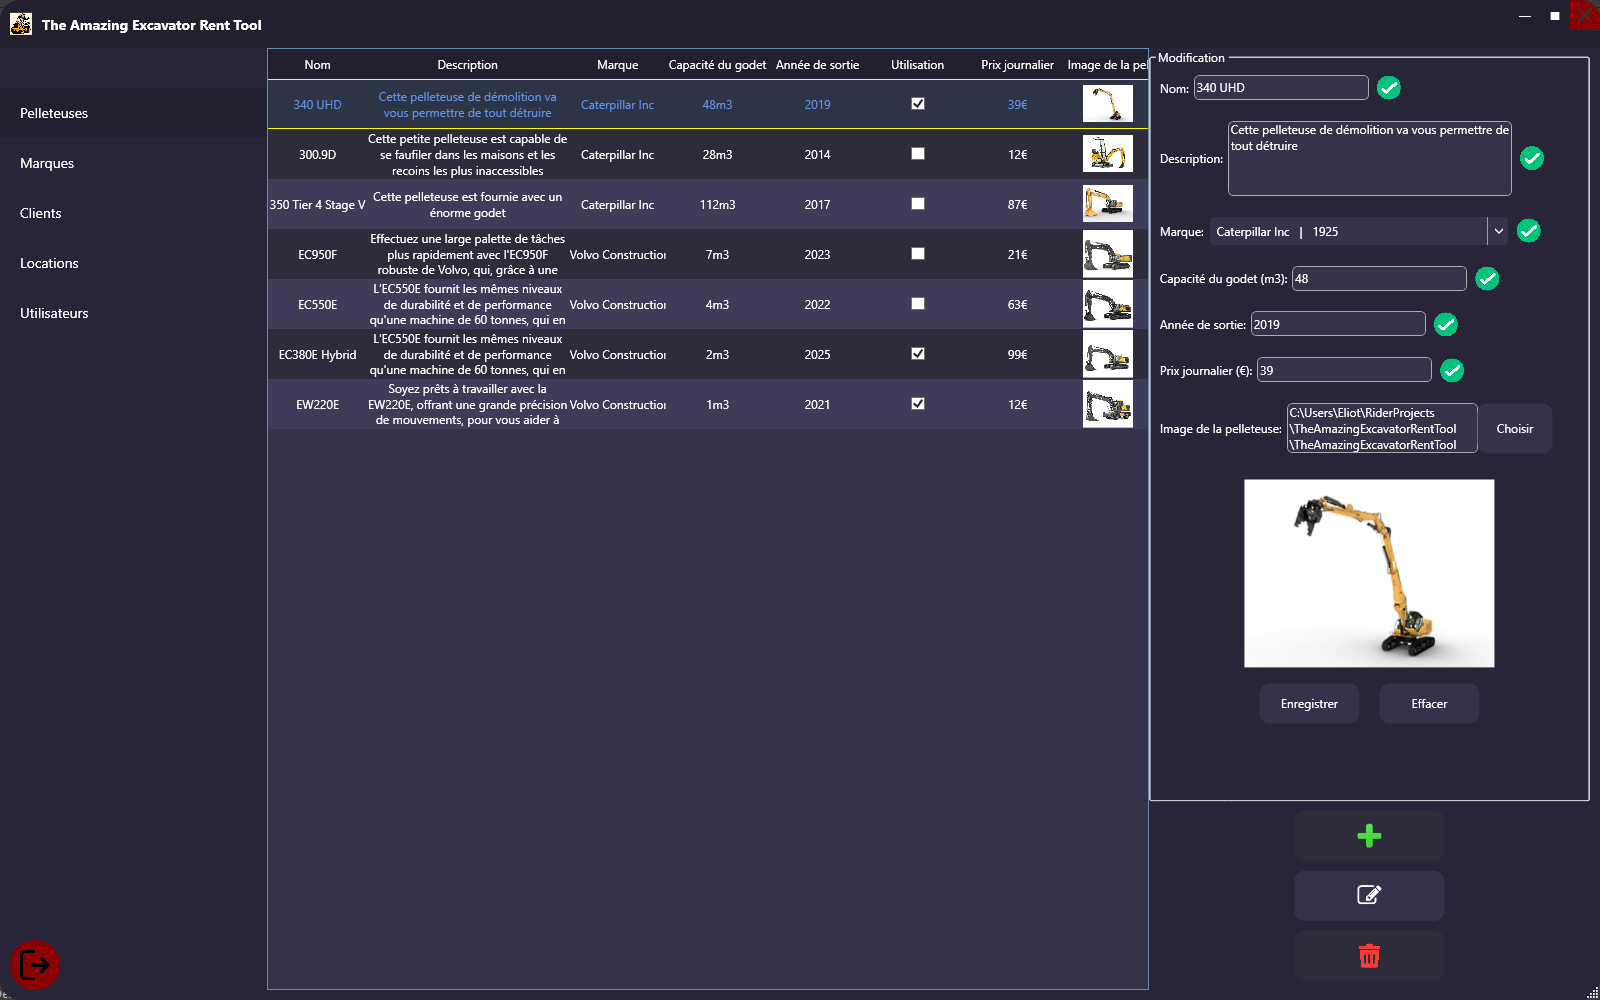 The Amazing Excavator Rent Tool
Pelleteuses
Marques
Clients
Locations
Utilisateurs
Nom Description Marque Capacité du godet Année de sortie Utilisation Prix journalier Image de la pel
340 UHD
Cette pelleteuse de démolition va
vous permettre de tout détruire
Caterpillar Inc 48m3 2019 39€
300.9D
Cette petite pelleteuse est capable de
se faufiler dans les maisons et les
recoins les plus inaccessibles
Caterpillar Inc 28m3 2014 12€
350 Tier 4 Stage V
Cette pelleteuse est fournie avec un
énorme godet
Caterpillar Inc 112m3 2017 87€
EC950F
Effectuez une large palette de tâches
plus rapidement avec l'EC950F
robuste de Volvo, qui, grâce à une
Volvo Construction 7m3 2023 21€
EC550E
L'EC550E fournit les mêmes niveaux
de durabilité et de performance
qu'une machine de 60 tonnes, qui en
Volvo Construction 4m3 2022 63€
EC380E Hybrid
L'EC550E fournit les mêmes niveaux
de durabilité et de performance
qu'une machine de 60 tonnes, qui en
Volvo Construction 2m3 2025 99€
EW220E
Soyez prêts à travailler avec la
EW220E, offrant une grande précision
de mouvements, pour vous aider à
Volvo Construction 1m3 2021 12€
Modification
Nom: 340 UHD
Description:
Cette pelleteuse de démolition va vous permettre de
tout détruire
Marque: Caterpillar Inc | 1925
Capacité du godet (m3): 48
Année de sortie: 2019
Prix journalier (€): 39
Image de la pelleteuse:
C:\Users\Eliot\RiderProjects
\TheAmazingExcavatorRentTool
\TheAmazingExcavatorRentTool
Choisir
Enregistrer Effacer